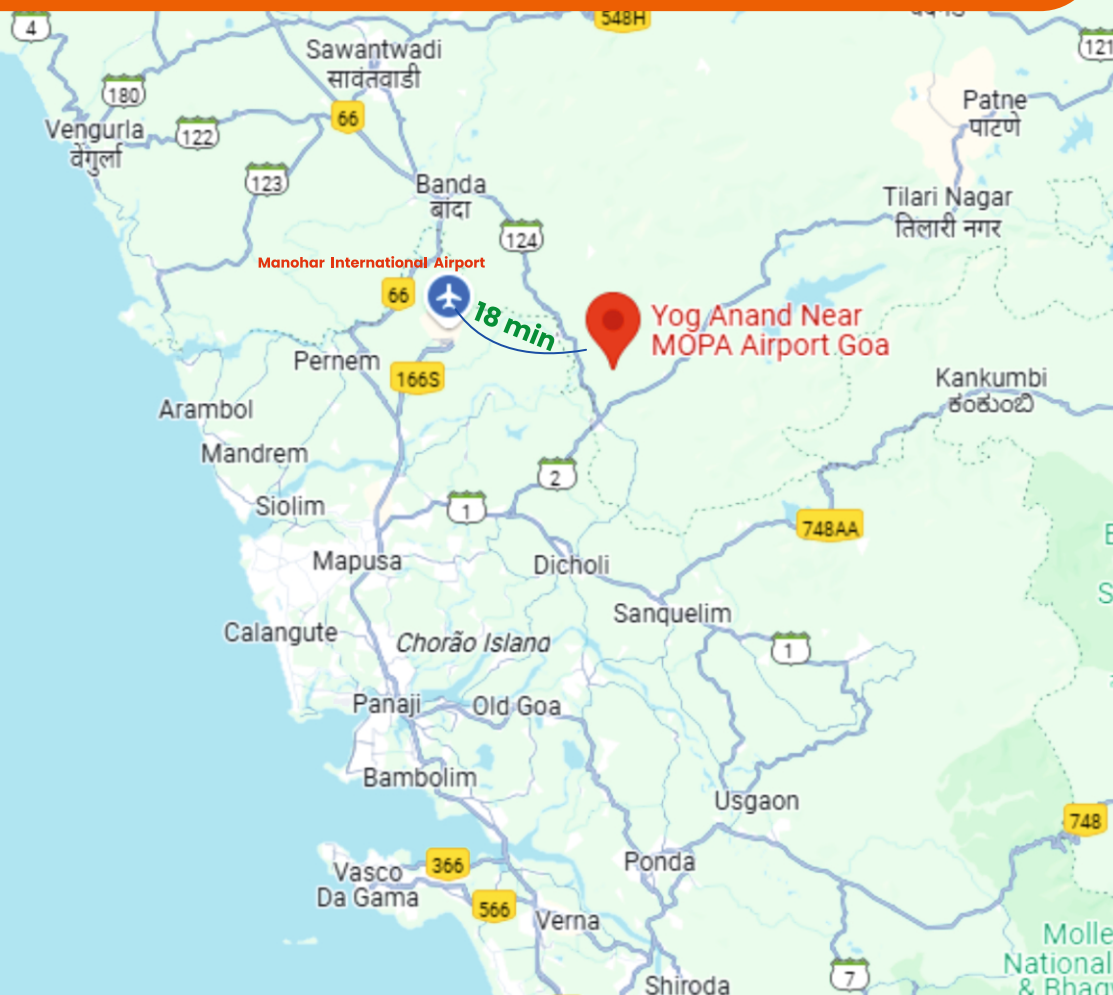 4
548H
121
Sawantwadi
सावंतवाडी
180
66
Patne
पाटणे
Vengurla
वेंगुर्ला
122
123
Banda
बांदा
Tilari Nagar
तिलारी नगर
124
Manohar International Airport
66
18 min
Yog Anand Near
MOPA Airport Goa
Pernem
166S
Kankumbi
ಕಂಕುಂಬಿ
Arambol
Mandrem
2
Siolim
1
748AA
Mapusa
Dicholi
Sanquelim
Calangute
Chorão Island
1
Panaji
Old Goa
Bambolim
Usgaon
748
366
Ponda
Vasco
Da Gama
566
Verna
Molle
National
& Bhag
7
Shiroda